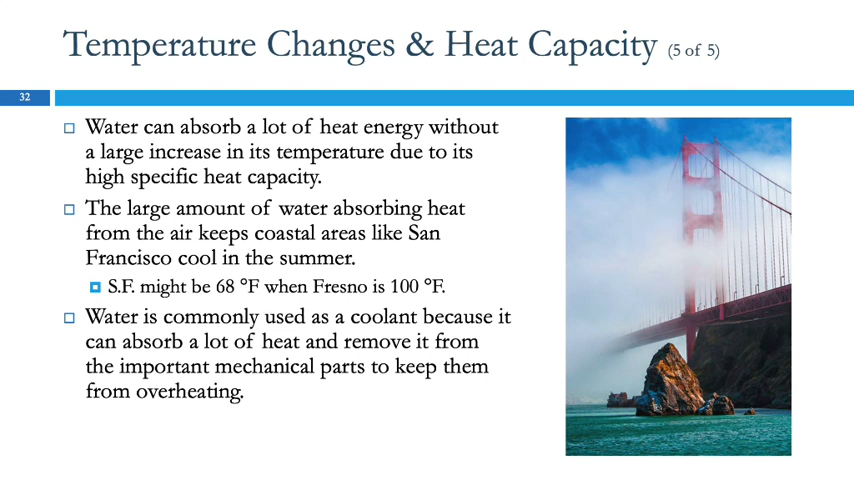 Temperature Changes & Heat Capacity (5 of 5)
32
Water can absorb a lot of heat energy without
a large increase in its temperature due to its
high specific heat capacity.
The large amount of water absorbing heat
from the air keeps coastal areas like San
Francisco cool in the summer.
S.F. might be 68 °F when Fresno is 100 °F.
Water is commonly used as a coolant because it
can absorb a lot of heat and remove it from
the important mechanical parts to keep them
from overheating.